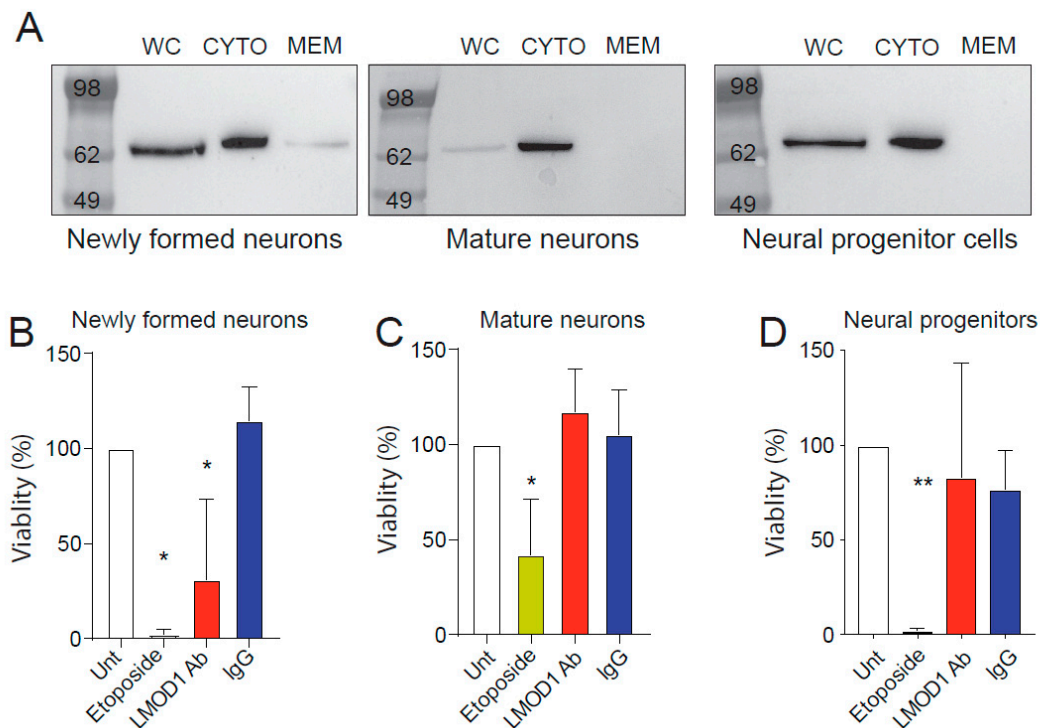 A
WC CYTO MEM
WC CYTO MEM
WC CYTO MEM
98
62
49
98
62
49
98
62
49
Newly formed neurons
Mature neurons
Neural progenitor cells
B
Newly formed neurons
150
100
50
0
Viablity (%)
*
*
Unt
Etoposide
LMOD1 Ab
IgG
C
Mature neurons
150
100
50
0
Viablity (%)
*
Unt
Etoposide
LMOD1 Ab
IgG
D
Neural progenitors
150
100
50
0
Viablity (%)
**
Unt
Etoposide
LMOD1 Ab
IgG